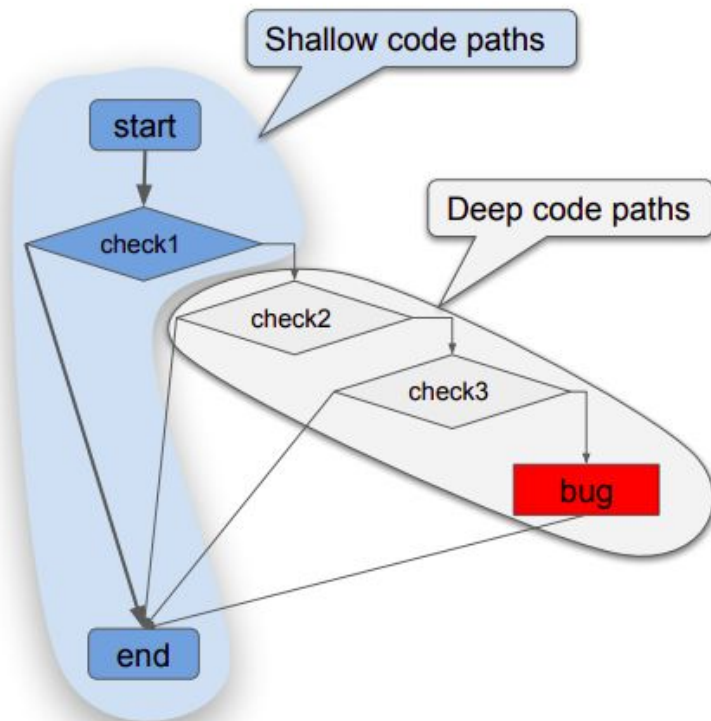 Shallow code paths
start
check1
Deep code paths
check2
check3
bug
end